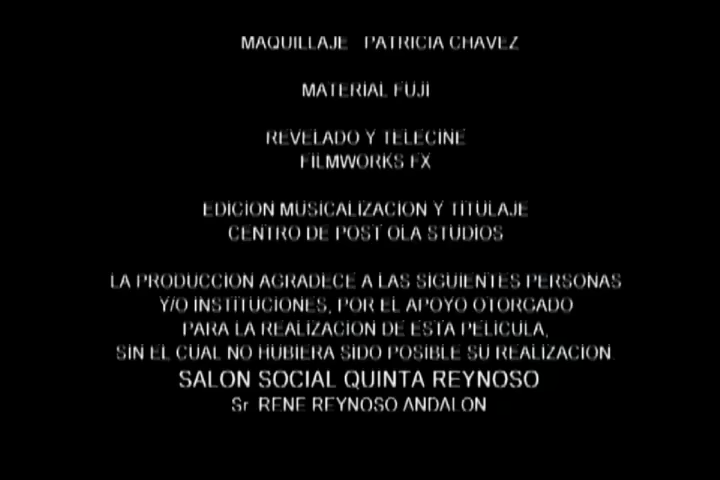 MAQUILLAJE PATRICIA CHAVEZ
MATERIAL FUJI
REVELADO Y TELECINE
FILMWORKS FX
EDICION MUSICALIZACION Y TITULAJE
CENTRO DE POST OLA STUDIOS
LA PRODUCCION AGRADECE A LAS SIGUIENTES PERSONAS
Y/O INSTITUCIONES, POR EL APOYO OTORGADO
PARA LA REALIZACION DE ESTA PELICULA,
SIN EL CUAL NO HUBIERA SIDO POSIBLE SU REALIZACION
SALON SOCIAL QUINTA REYNOSO
Sr. RENE REYNOSO ANDALON